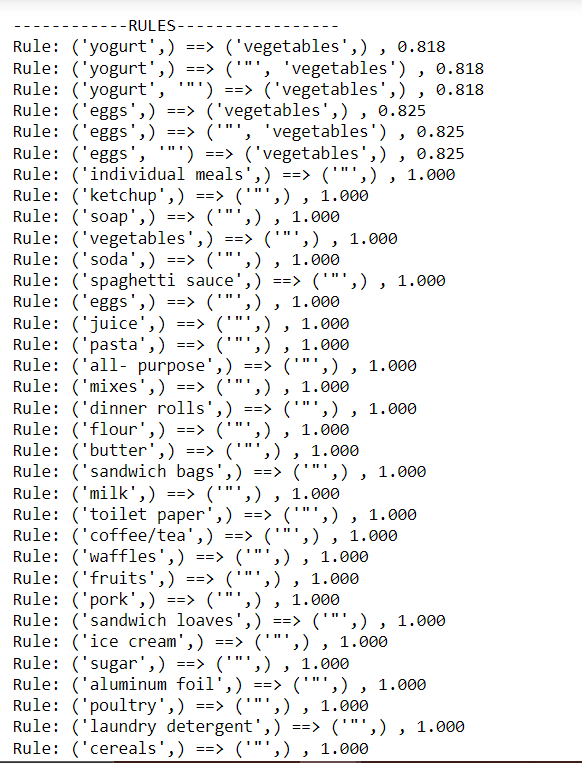 ------------RULES-----------------
Rule: ('yogurt',) ==> ('vegetables',) , 0.818
Rule: ('yogurt',) ==> ('"', 'vegetables') , 0.818
Rule: ('yogurt', '"') ==> ('vegetables',) , 0.818
Rule: ('eggs',) ==> ('vegetables',) , 0.825
Rule: ('eggs',) ==> ('"', 'vegetables') , 0.825
Rule: ('eggs', '"') ==> ('vegetables',) , 0.825
Rule: ('individual meals',) ==> ('"',) , 1.000
Rule: ('ketchup',) ==> ('"',) , 1.000
Rule: ('soap',) ==> ('"',) , 1.000
Rule: ('vegetables',) ==> ('"',) , 1.000
Rule: ('soda',) ==> ('"',) , 1.000
Rule: ('spaghetti sauce',) ==> ('"',) , 1.000
Rule: ('eggs',) ==> ('"',) , 1.000
Rule: ('juice',) ==> ('"',) , 1.000
Rule: ('pasta',) ==> ('"',) , 1.000
Rule: ('all- purpose',) ==> ('"',) , 1.000
Rule: ('mixes',) ==> ('"',) , 1.000
Rule: ('dinner rolls',) ==> ('"',) , 1.000
Rule: ('flour',) ==> ('"',) , 1.000
Rule: ('butter',) ==> ('"',) , 1.000
Rule: ('sandwich bags',) ==> ('"',) , 1.000
Rule: ('milk',) ==> ('"',) , 1.000
Rule: ('toilet paper',) ==> ('"',) , 1.000
Rule: ('coffee/tea',) ==> ('"',) , 1.000
Rule: ('waffles',) ==> ('"',) , 1.000
Rule: ('fruits',) ==> ('"',) , 1.000
Rule: ('pork',) ==> ('"',) , 1.000
Rule: ('sandwich loaves',) ==> ('"',) , 1.000
Rule: ('ice cream',) ==> ('"',) , 1.000
Rule: ('sugar',) ==> ('"',) , 1.000
Rule: ('aluminum foil',) ==> ('"',) , 1.000
Rule: ('poultry',) ==> ('"',) , 1.000
Rule: ('laundry detergent',) ==> ('"',) , 1.000
Rule: ('cereals',) ==> ('"',) , 1.000